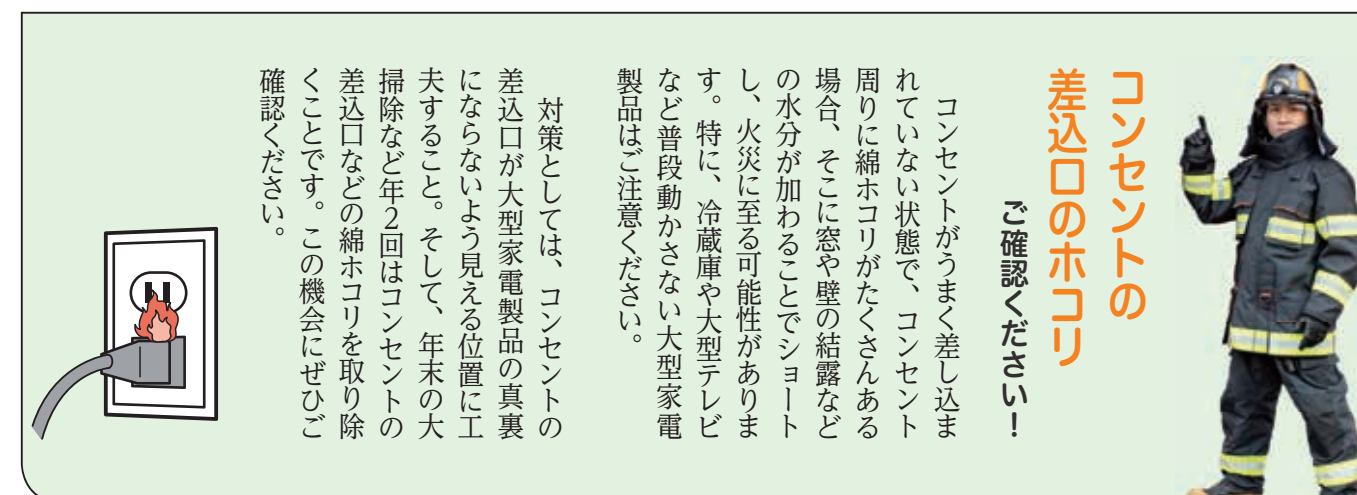 コンセントの
差込口のホコリ
ご確認ください！
コンセントがうまく差し込ま
れていない状態で、コンセント
周りに綿ホコリがたくさんある
場合、そこに窓や壁の結露など
の水分が加わることでショート
し、火災に至る可能性がありま
す。特に、冷蔵庫や大型テレビ
など普段動かさない大型家電
製品はご注意ください。
対策としては、コンセントの
差込口が大型家電製品の真裏
にならないよう見える位置に工
夫すること。そして、年末の大
掃除など年2回はコンセントの
差込口などの綿ホコリを取り除
くことです。この機会にぜひご
確認ください。